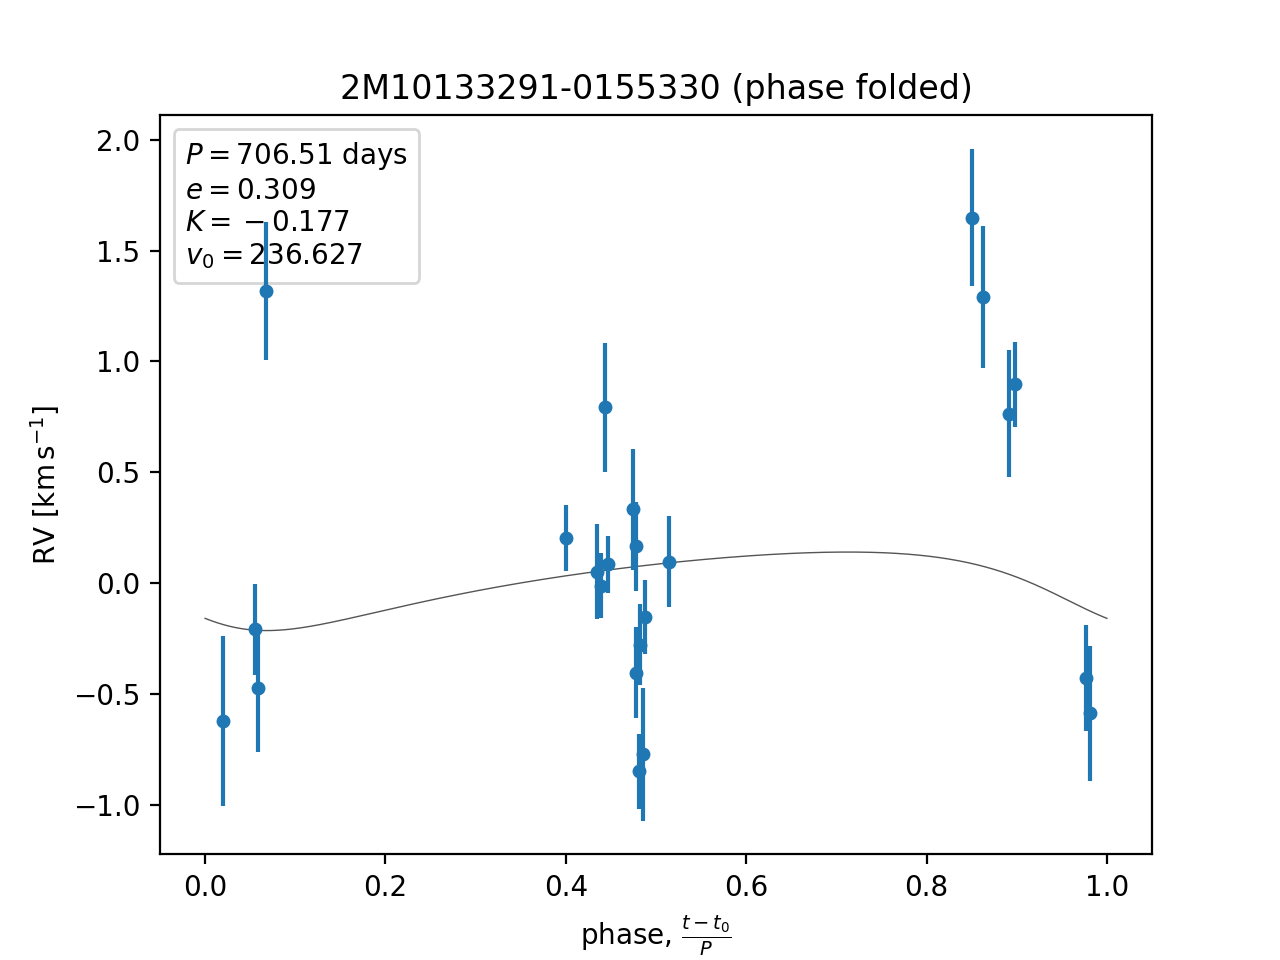 2M10133291-0155330 (phase folded)
P = 706.51 days
e = 0.309
K = −0.177
v₀ = 236.627
RV [km s⁻¹]
2.0
1.5
1.0
0.5
0.0
−0.5
−1.0
0.0 0.2 0.4 0.6 0.8 1.0
phase, (t − t₀)/P